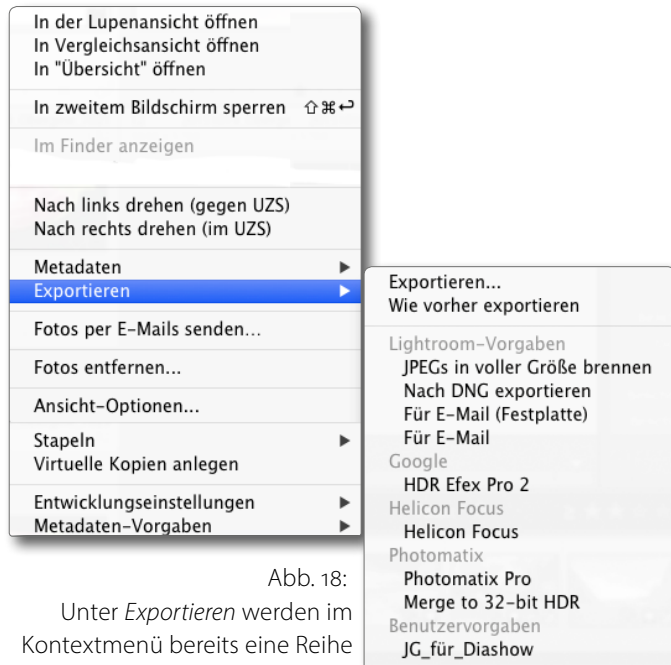 In der Lupenansicht öffnen
In Vergleichsansicht öffnen
In "Übersicht" öffnen
In zweitem Bildschirm sperren ⇧⌘↩
Im Finder anzeigen
Nach links drehen (gegen UZS)
Nach rechts drehen (im UZS)
Metadaten ▶
Exportieren ▶
Fotos per E-Mails senden...
Fotos entfernen...
Ansicht-Optionen...
Stapeln ▶
Virtuelle Kopien anlegen
Entwicklungseinstellungen ▶
Metadaten-Vorgaben ▶
Exportieren...
Wie vorher exportieren
Lightroom-Vorgaben
JPEGs in voller Größe brennen
Nach DNG exportieren
Für E-Mail (Festplatte)
Für E-Mail
Google
HDR Efex Pro 2
Helicon Focus
Helicon Focus
Photomatix
Photomatix Pro
Merge to 32-bit HDR
Benutzervorgaben
JG_für_Diashow
Abb. 18:
Unter Exportieren werden im
Kontextmenü bereits eine Reihe